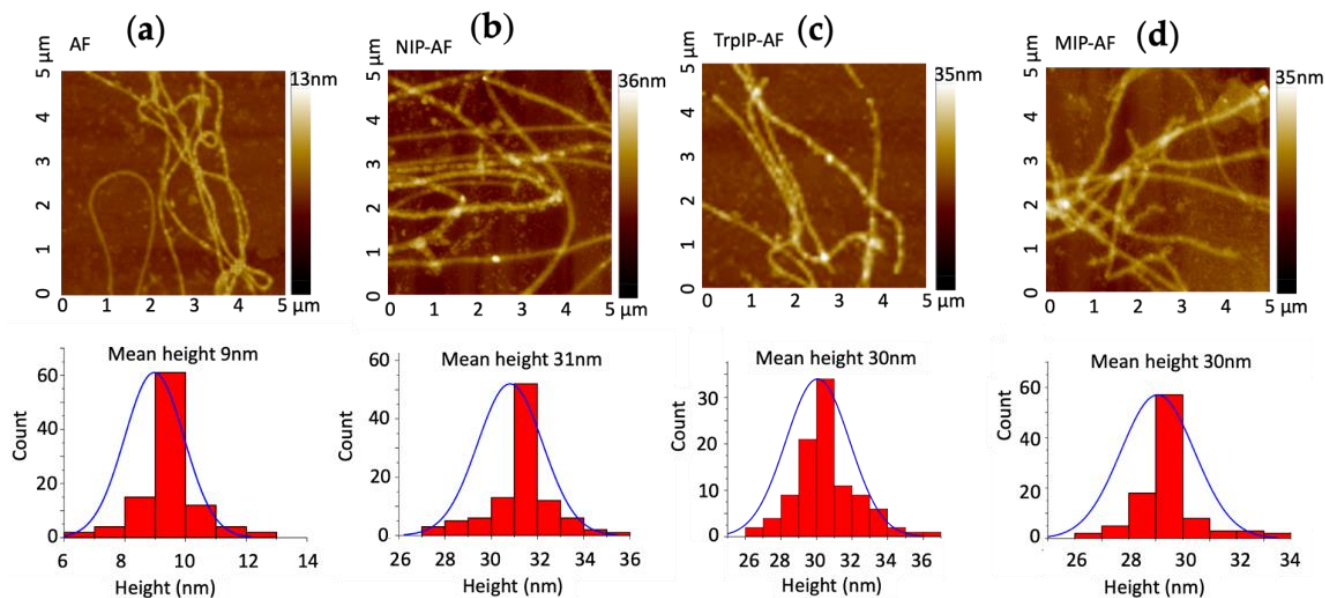 AF (a)
5 µm
4
3
2
1
0
0 1 2 3 4 5 µm
13nm
NIP-AF (b)
5 µm
4
3
2
1
0
0 1 2 3 4 5 µm
36nm
TrpIP-AF (c)
5 µm
4
3
2
1
0
0 1 2 3 4 5 µm
35nm
MIP-AF (d)
5 µm
4
3
2
1
0
0 1 2 3 4 5 µm
35nm
Mean height 9nm
Count
60
40
20
0
6 8 10 12 14
Height (nm)
Mean height 31nm
Count
60
50
30
10
0
26 28 30 32 34 36
Height (nm)
Mean height 30nm
Count
30
20
10
0
26 28 30 32 34 36
Height (nm)
Mean height 30nm
Count
60
40
20
0
26 28 30 32 34
Height (nm)